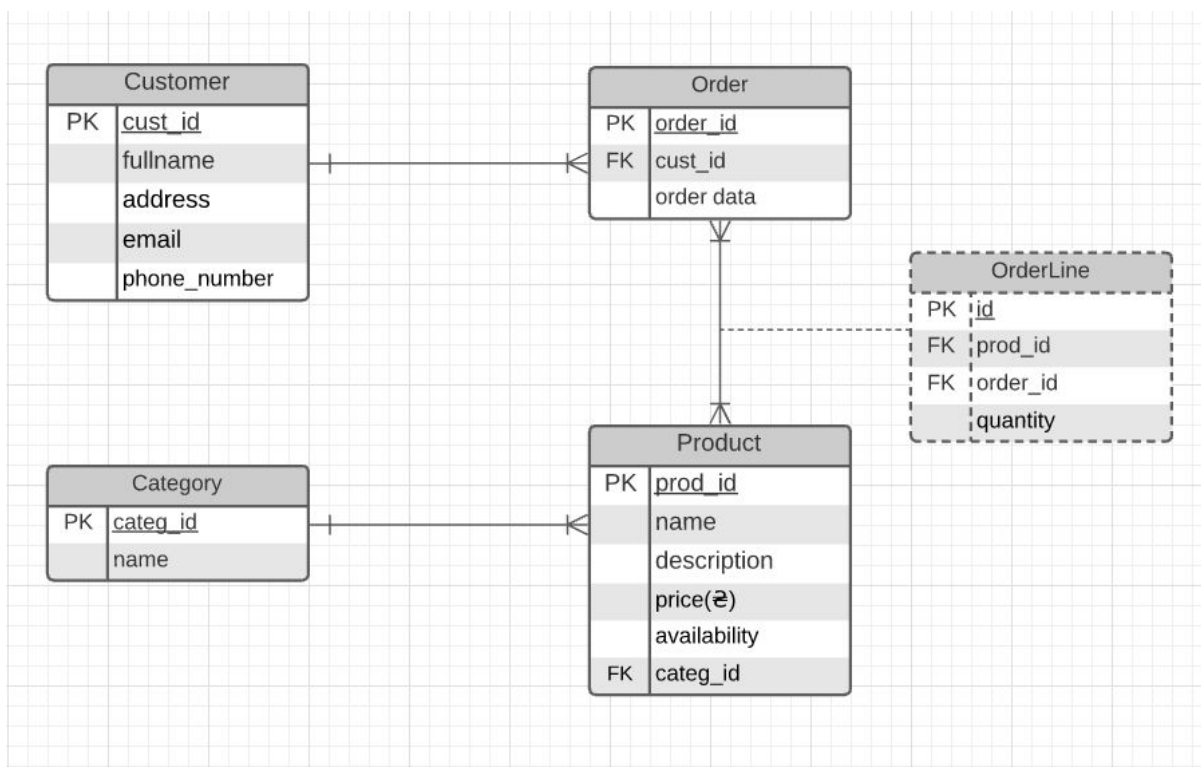 Customer
PK cust_id
fullname
address
email
phone_number
Order
PK order_id
FK cust_id
order data
OrderLine
PK id
FK prod_id
FK order_id
quantity
Category
PK categ_id
name
Product
PK prod_id
name
description
price(₴)
availability
FK categ_id